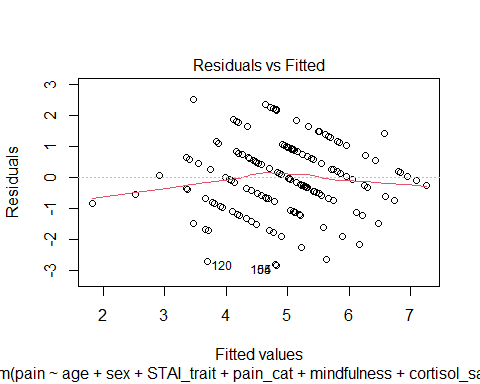 Residuals vs Fitted
Residuals
3
2
1
0
-1
-2
-3
120
2 3 4 5 6 7
Fitted values
m(pain ~ age + sex + STAI_trait + pain_cat + mindfulness + cortisol_sa